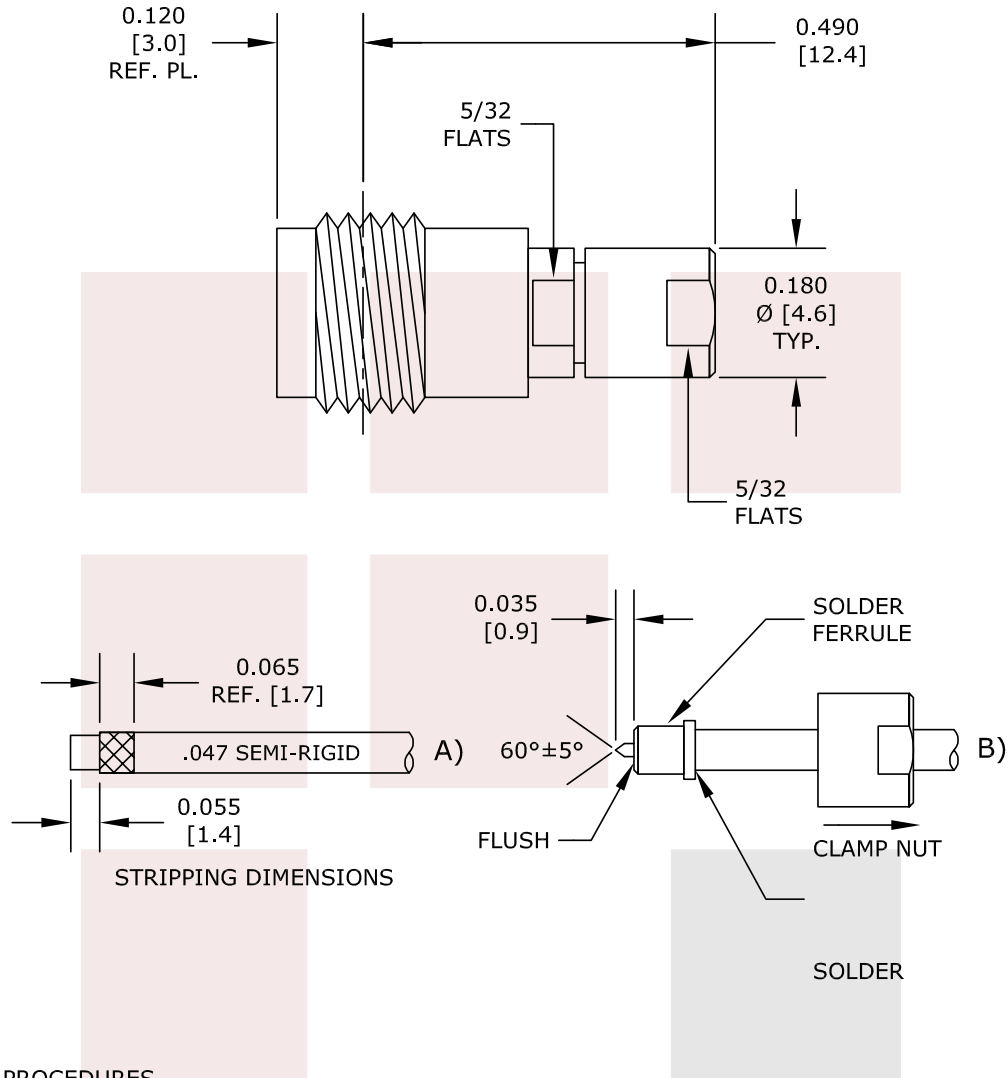 0.120
[3.0]
REF. PL.
0.490
[12.4]
5/32
FLATS
0.180
Ø [4.6]
TYP.
5/32
FLATS
0.035
[0.9]
SOLDER
FERRULE
0.065
REF. [1.7]
.047 SEMI-RIGID
A)
60°±5°
B)
0.055
[1.4]
FLUSH
CLAMP NUT
STRIPPING DIMENSIONS
SOLDER
PROCEDURES